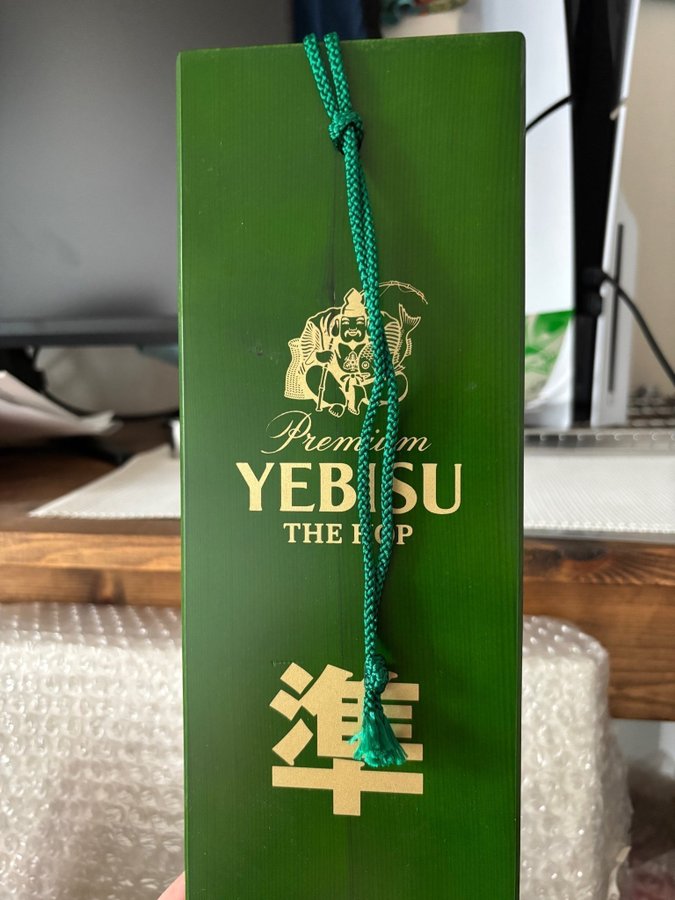 Premium
YEBISU
THE HOP
準